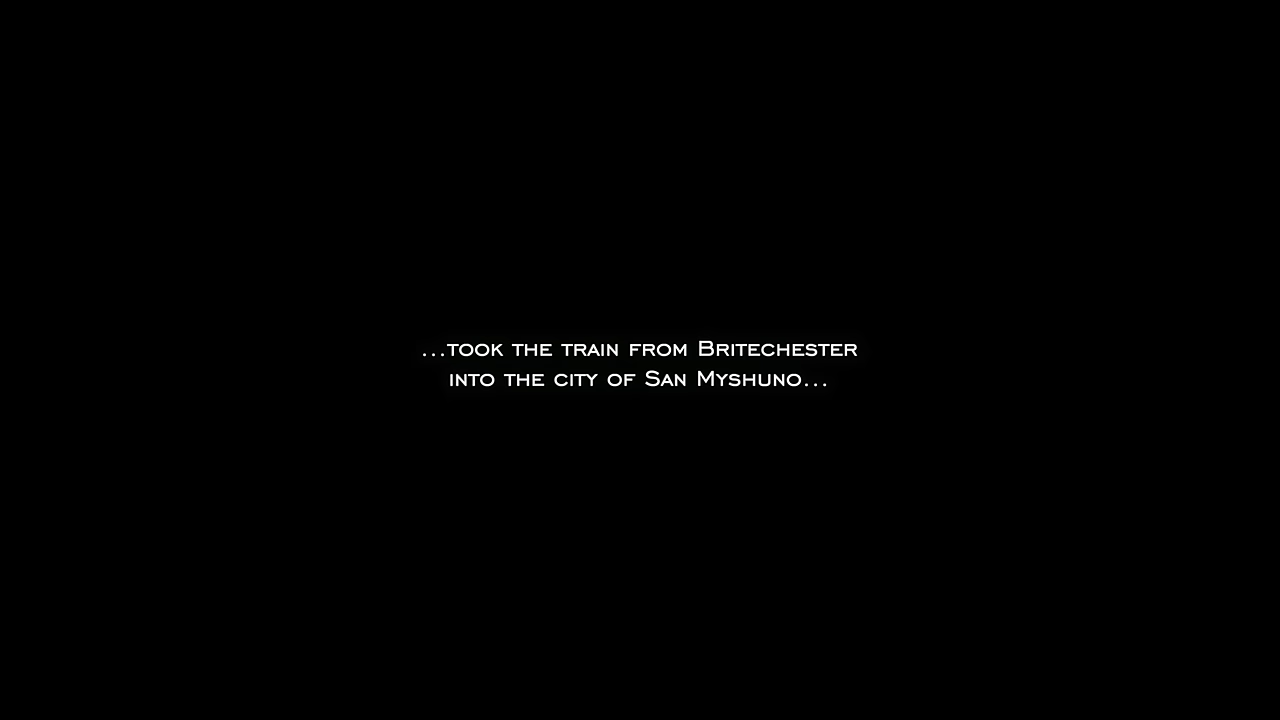 ...took the train from Britechester
into the city of San Myshuno...